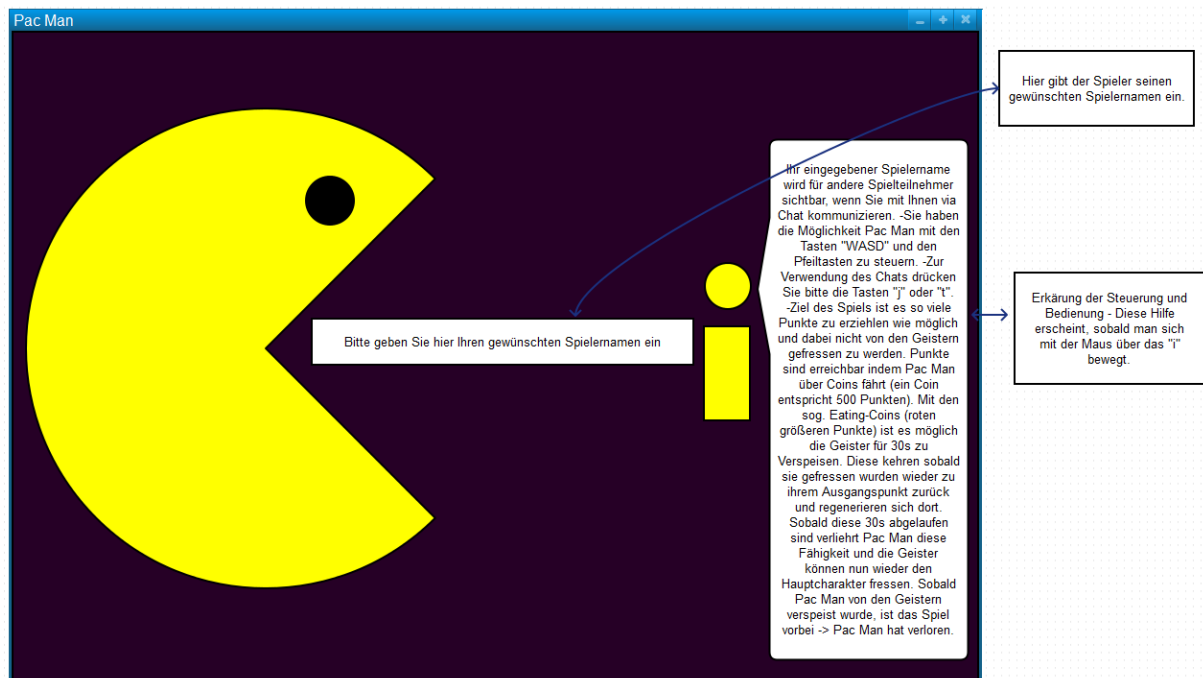 Pac Man
Hier gibt der Spieler seinen
gewünschten Spielernamen ein.
Ihr eingegebener Spielername
wird für andere Spielteilnehmer
sichtbar, wenn Sie mit Ihnen via
Chat kommunizieren. -Sie haben
die Möglichkeit Pac Man mit den
Tasten "WASD" und den
Pfeiltasten zu steuern. -Zur
Verwendung des Chats drücken
Sie bitte die Tasten "j" oder "t".
-Ziel des Spiels ist es so viele
Punkte zu erziehlen wie möglich
und dabei nicht von den Geistern
gefressen zu werden. Punkte
sind erreichbar indem Pac Man
über Coins fährt (ein Coin
entspricht 500 Punkten). Mit den
sog. Eating-Coins (roten
größeren Punkte) ist es möglich
die Geister für 30s zu
Verspeisen. Diese kehren sobald
sie gefressen wurden wieder zu
ihrem Ausgangspunkt zurück
und regenerieren sich dort.
Sobald diese 30s abgelaufen
sind verliehrt Pac Man diese
Fähigkeit und die Geister
können nun wieder den
Hauptcharakter fressen. Sobald
Pac Man von den Geistern
verspeist wurde, ist das Spiel
vorbei -> Pac Man hat verloren.
Erkärung der Steuerung und
Bedienung - Diese Hilfe
erscheint, sobald man sich
mit der Maus über das "i"
bewegt.
Bitte geben Sie hier Ihren gewünschten Spielernamen ein